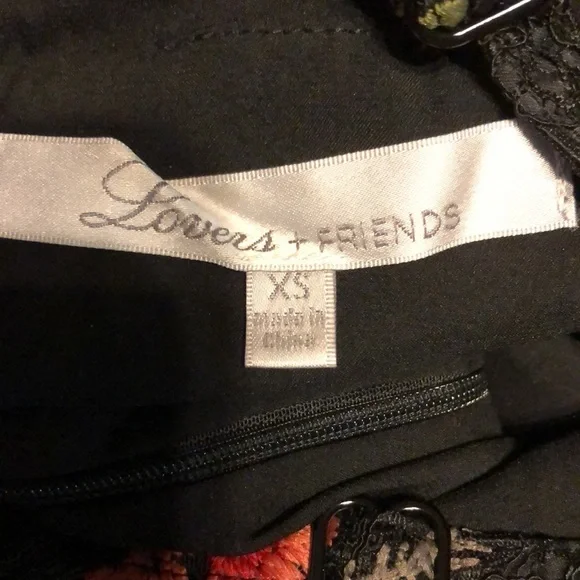 Lovers + FRIENDS
XS
Made in
China